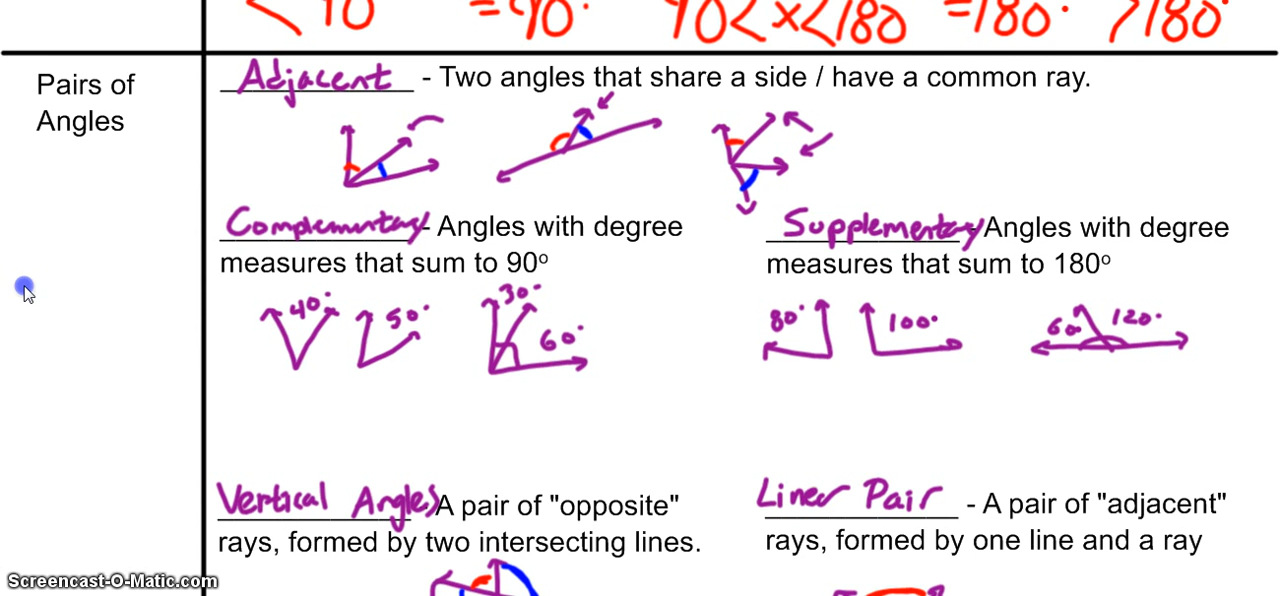 < 90° = 90° 90<x<180 =180° >180°
Pairs of
Angles
Adjacent - Two angles that share a side / have a common ray.
Complementary - Angles with degree
measures that sum to 90º
40° 50° 30° 60°
Supplementary - Angles with degree
measures that sum to 180º
80° 100° 60° 120°
Vertical Angles A pair of "opposite"
rays, formed by two intersecting lines.
Liner Pair - A pair of "adjacent"
rays, formed by one line and a ray
Screencast-O-Matic.com